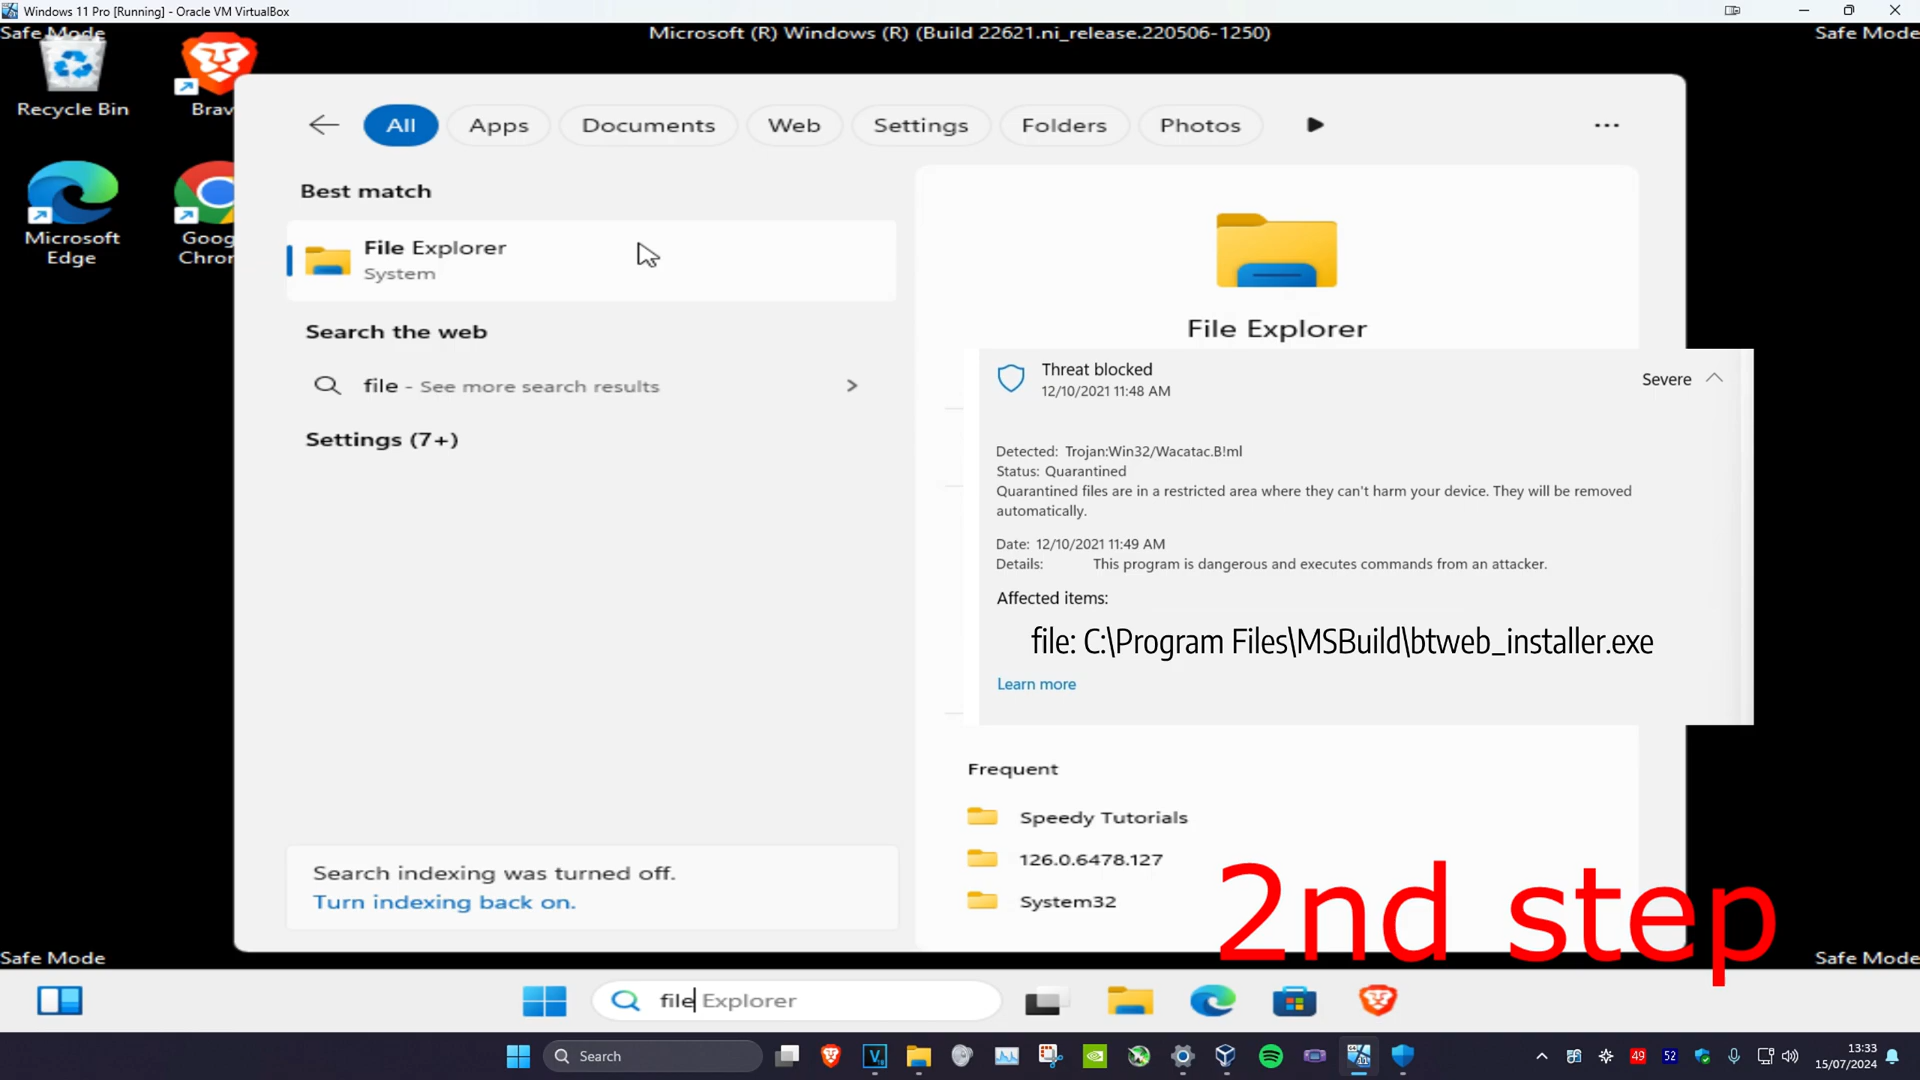 Windows 11 Pro [Running] - Oracle VM VirtualBox
Safe Mode
Microsoft (R) Windows (R) (Build 22621.ni_release.220506-1250)
Safe Mode
Recycle Bin
Brav
Microsoft
Edge
Goog
Chron
All
Apps
Documents
Web
Settings
Folders
Photos
...
Best match
File Explorer
System
Search the web
file - See more search results
Settings (7+)
File Explorer
Threat blocked
12/10/2021 11:48 AM
Severe
Detected: Trojan:Win32/Wacatac.B!ml
Status: Quarantined
Quarantined files are in a restricted area where they can't harm your device. They will be removed
automatically.
Date: 12/10/2021 11:49 AM
Details: This program is dangerous and executes commands from an attacker.
Affected items:
file: C:\Program Files\MSBuild\btweb_installer.exe
Learn more
Frequent
Speedy Tutorials
126.0.6478.127
System32
Search indexing was turned off.
Turn indexing back on.
2nd step
Safe Mode
Safe Mode
file Explorer
Search
49
52
13:33
15/07/2024